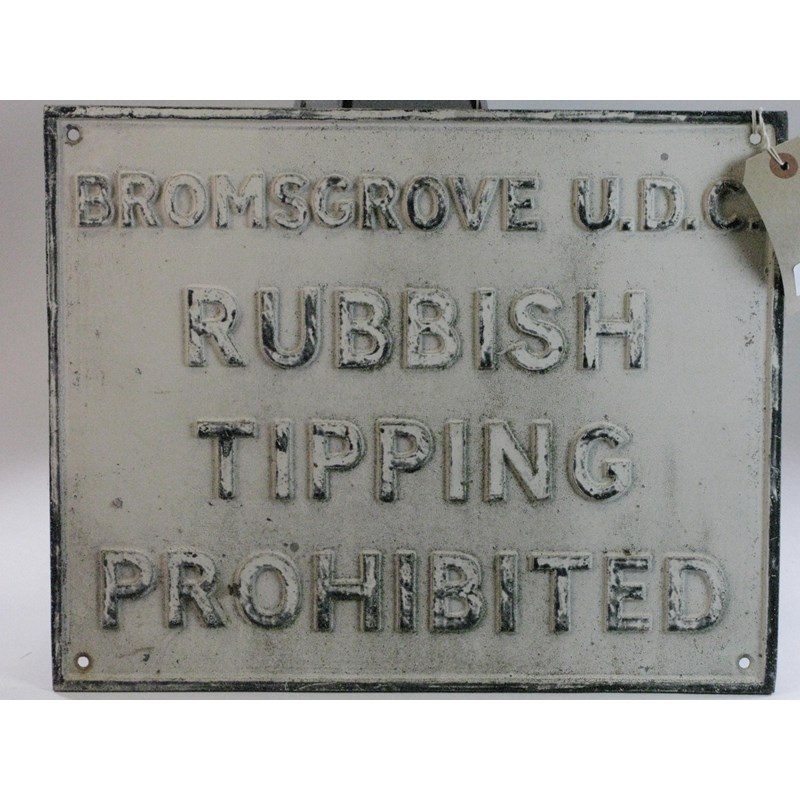 BROMSGROVE U.D.C.
RUBBISH
TIPPING
PROHIBITED